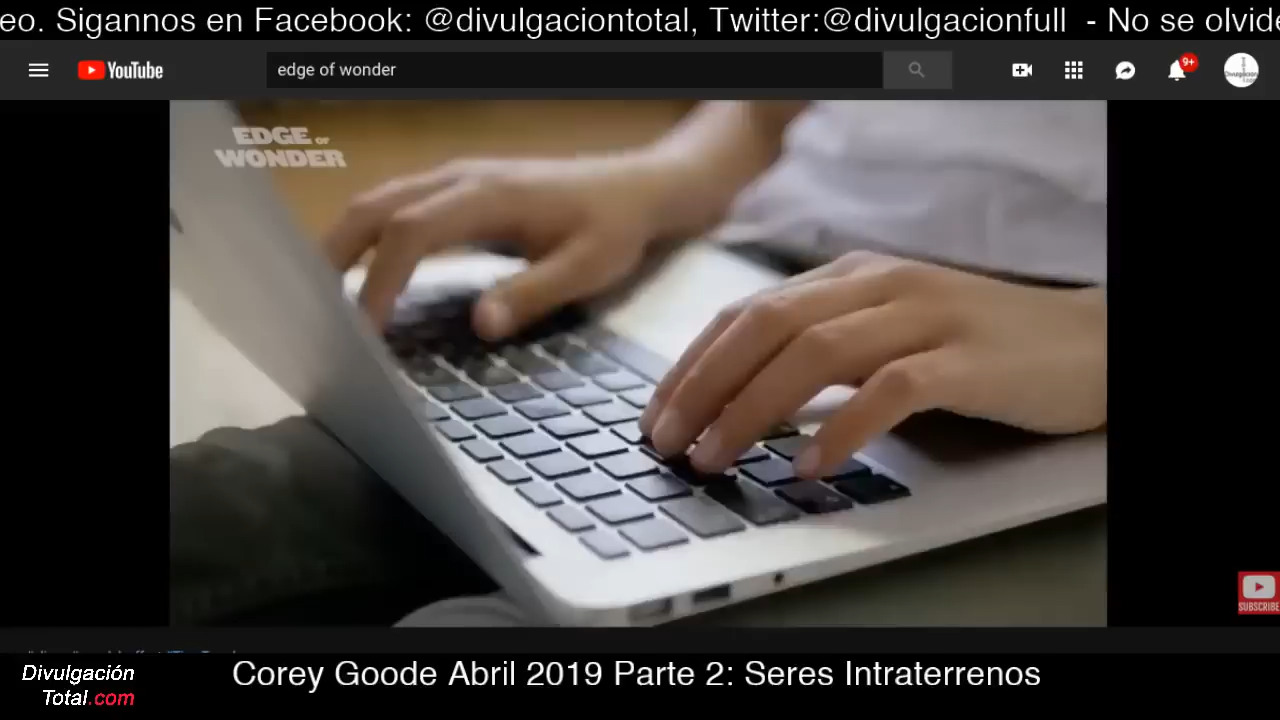 eo. Sigannos en Facebook: @divulgaciontotal, Twitter:@divulgacionfull - No se olvide
YouTube
edge of wonder
9+
EDGE OF
WONDER
SUBSCRIBE
Divulgación
Total.com
Corey Goode Abril 2019 Parte 2: Seres Intraterrenos